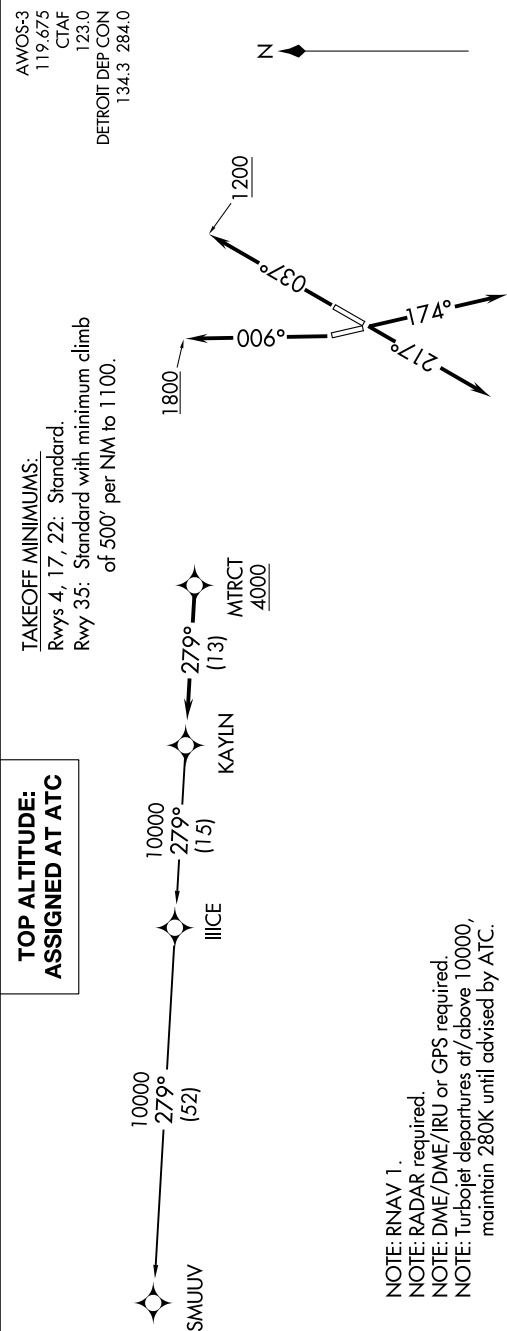 AWOS-3
119.675
CTAF
123.0
DETROIT DEP CON
134.3 284.0
N
TOP ALTITUDE:
ASSIGNED AT ATC
TAKEOFF MINIMUMS:
Rwys 4, 17, 22: Standard.
Rwy 35: Standard with minimum climb
of 500' per NM to 1100.
1200
037°
1800
006°
174°
217°
MTRCT
4000
279°
(13)
KAYLN
10000
279°
(15)
IIICE
10000
279°
(52)
SMUUV
NOTE: RNAV 1.
NOTE: RADAR required.
NOTE: DME/DME/IRU or GPS required.
NOTE: Turbojet departures at/above 10000,
maintain 280K until advised by ATC.